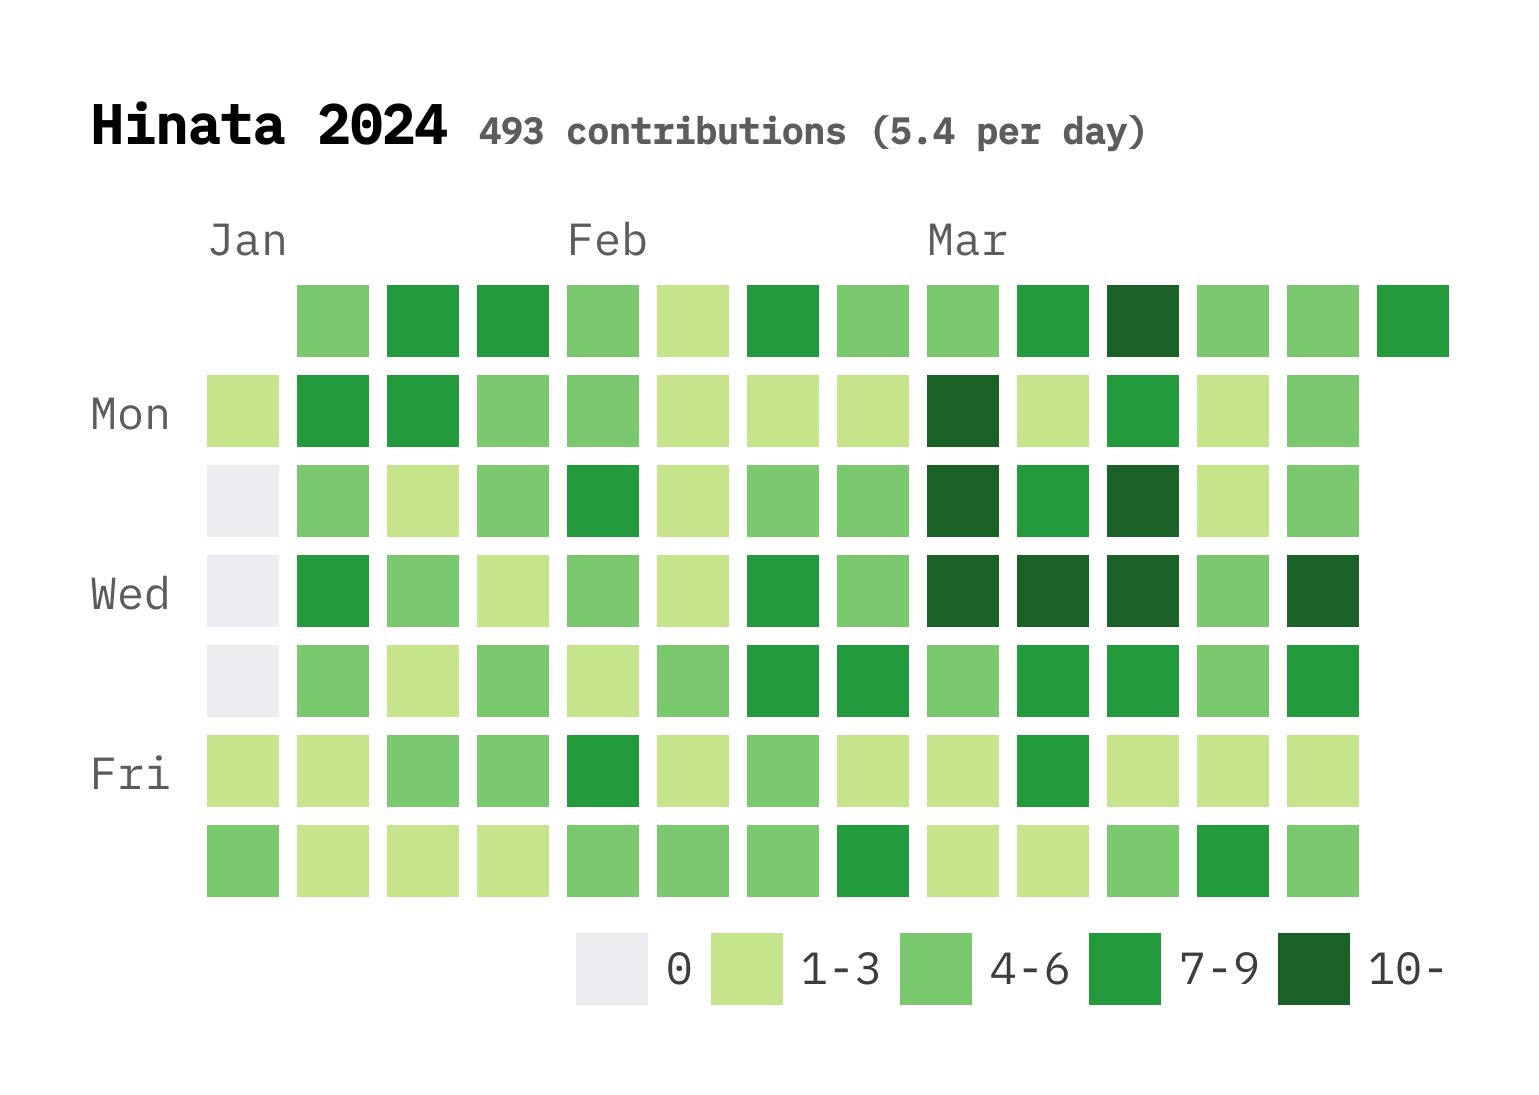 Hinata 2024 493 contributions (5.4 per day)
Jan Feb Mar
Mon
Wed
Fri
0 1-3 4-6 7-9 10-